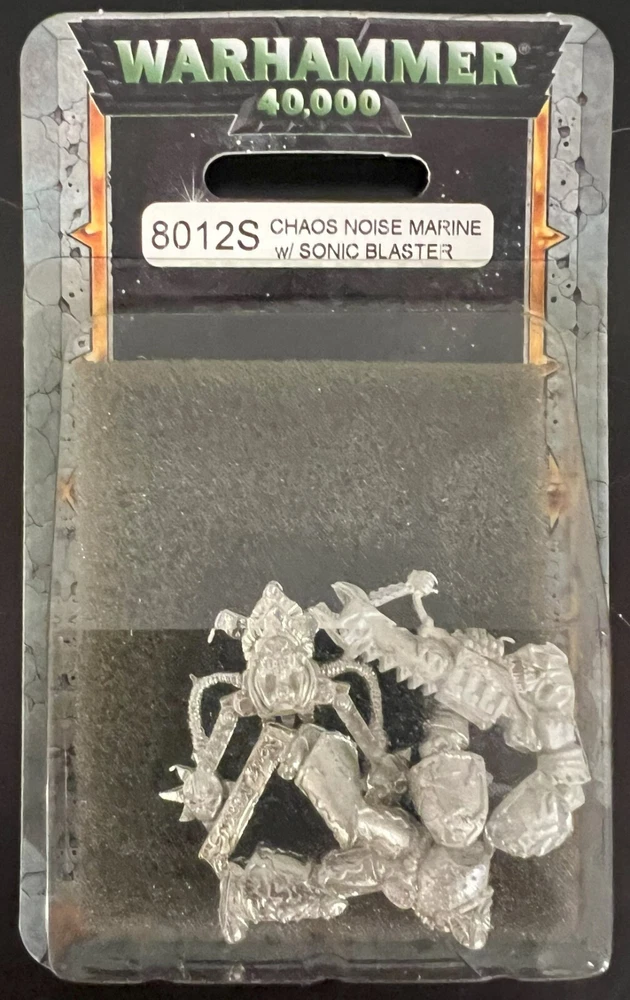 WARHAMMER®
40,000
8012S CHAOS NOISE MARINE
w/ SONIC BLASTER